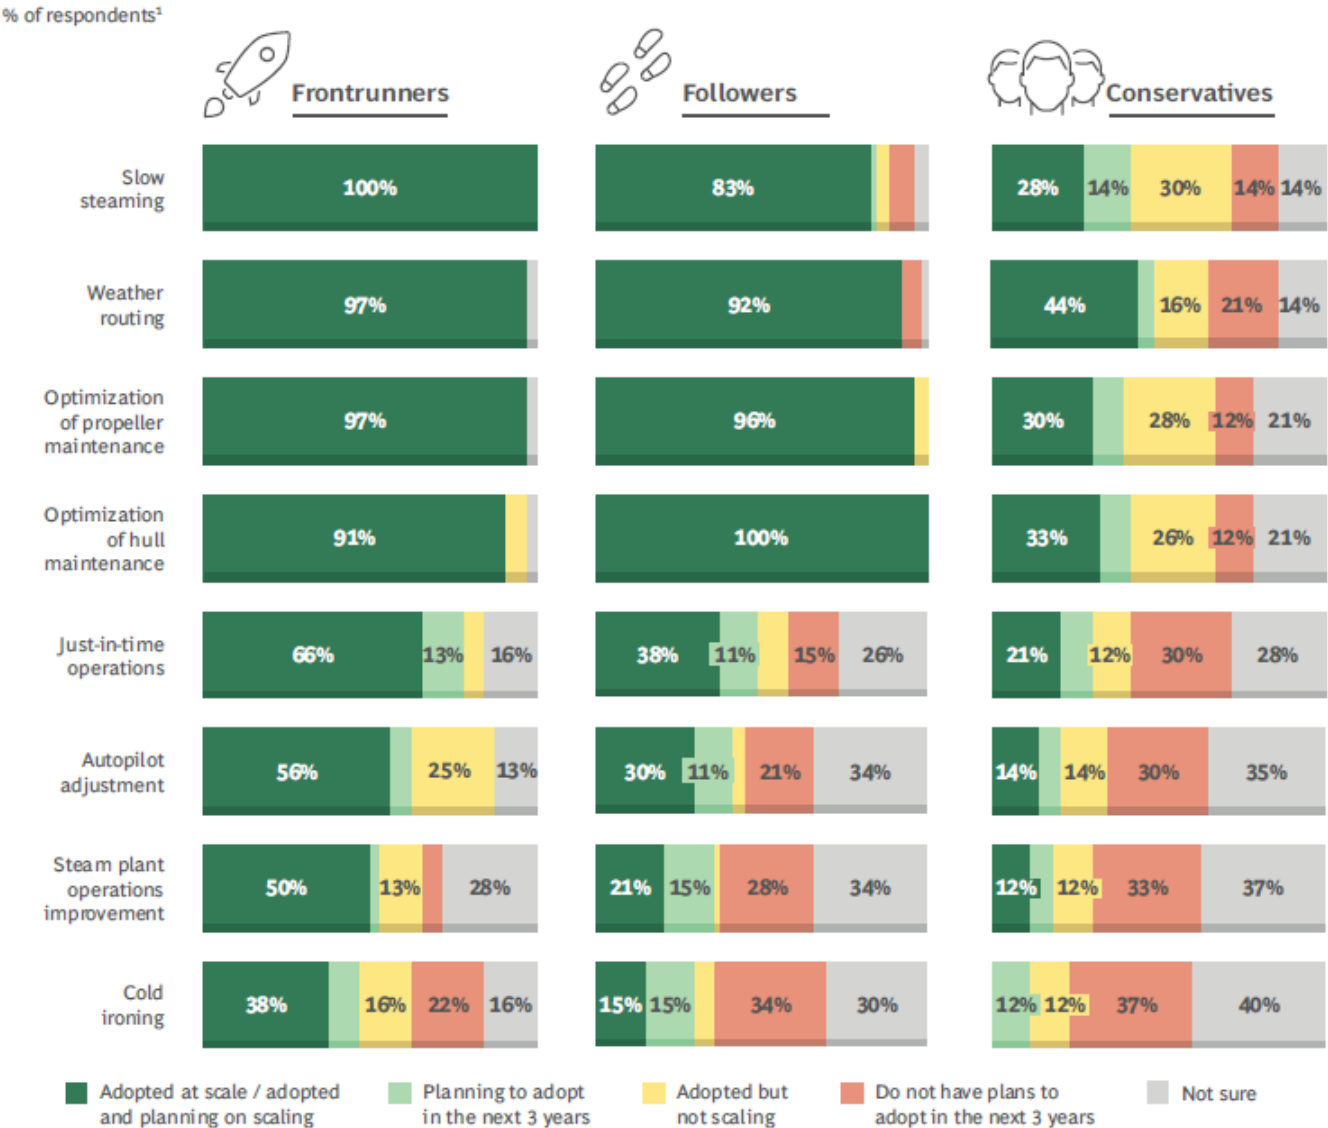 % of respondents¹
Frontrunners
Followers
Conservatives
Slow
steaming
100%
83%
28% 14% 30% 14% 14%
Weather
routing
97%
92%
44% 16% 21% 14%
Optimization
of propeller
maintenance
97%
96%
30% 28% 12% 21%
Optimization
of hull
maintenance
91%
100%
33% 26% 12% 21%
Just-in-time
operations
66% 13% 16%
38% 11% 15% 26%
21% 12% 30% 28%
Autopilot
adjustment
56% 25% 13%
30% 11% 21% 34%
14% 14% 30% 35%
Steam plant
operations
improvement
50% 13% 28%
21% 15% 28% 34%
12% 12% 33% 37%
Cold
ironing
38% 16% 22% 16%
15% 15% 34% 30%
12% 12% 37% 40%
Adopted at scale / adopted
and planning on scaling
Planning to adopt
in the next 3 years
Adopted but
not scaling
Do not have plans to
adopt in the next 3 years
Not sure